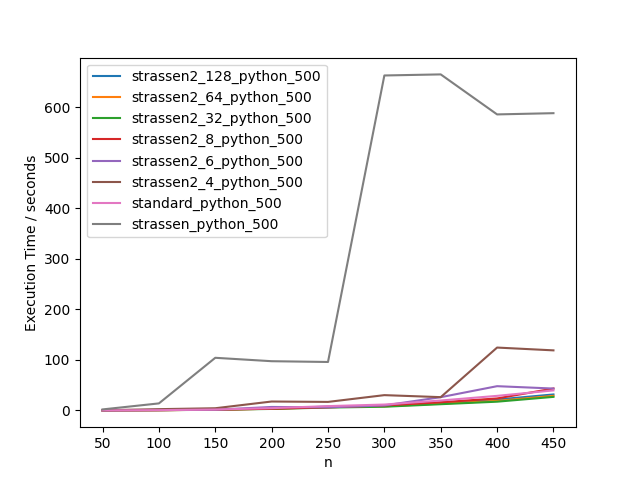 strassen2_128_python_500
strassen2_64_python_500
strassen2_32_python_500
strassen2_8_python_500
strassen2_6_python_500
strassen2_4_python_500
standard_python_500
strassen_python_500
Execution Time / seconds
600
500
400
300
200
100
0
50 100 150 200 250 300 350 400 450
n